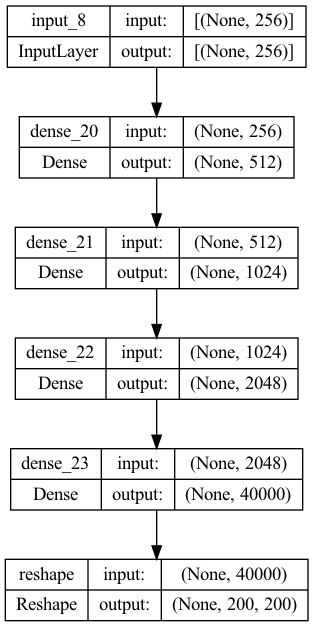 input_8 input: [(None, 256)]
InputLayer output: [(None, 256)]
dense_20 input: (None, 256)
Dense output: (None, 512)
dense_21 input: (None, 512)
Dense output: (None, 1024)
dense_22 input: (None, 1024)
Dense output: (None, 2048)
dense_23 input: (None, 2048)
Dense output: (None, 40000)
reshape input: (None, 40000)
Reshape output: (None, 200, 200)